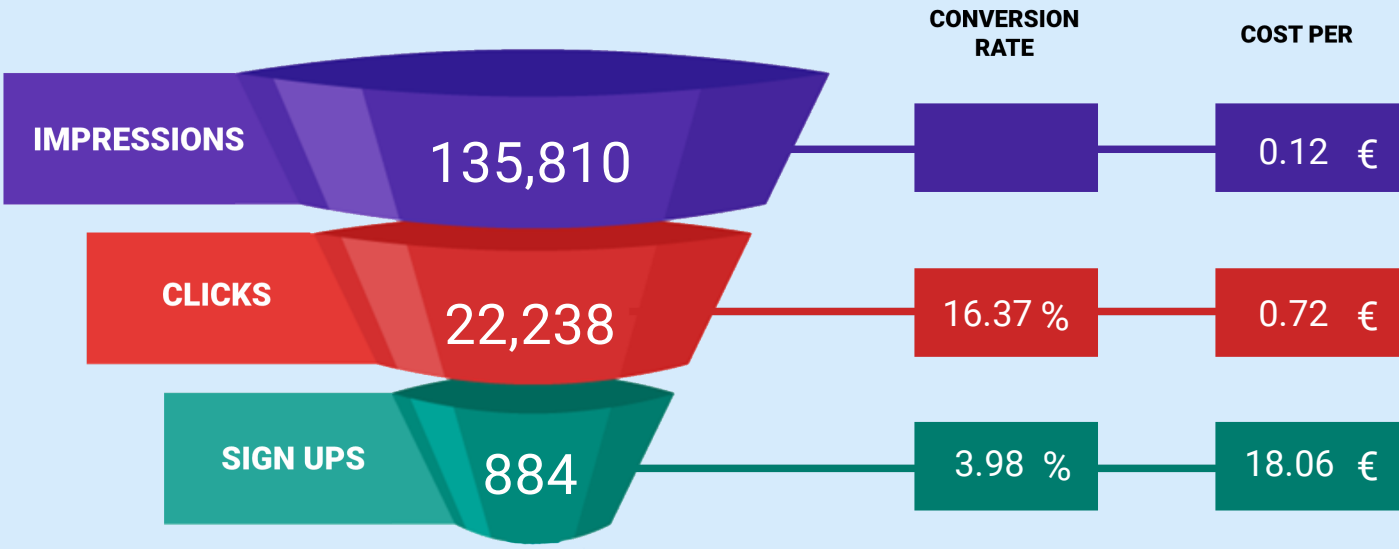 CONVERSION
RATE
COST PER
IMPRESSIONS
135,810
0.12 €
CLICKS
22,238
16.37 %
0.72 €
SIGN UPS
884
3.98 %
18.06 €